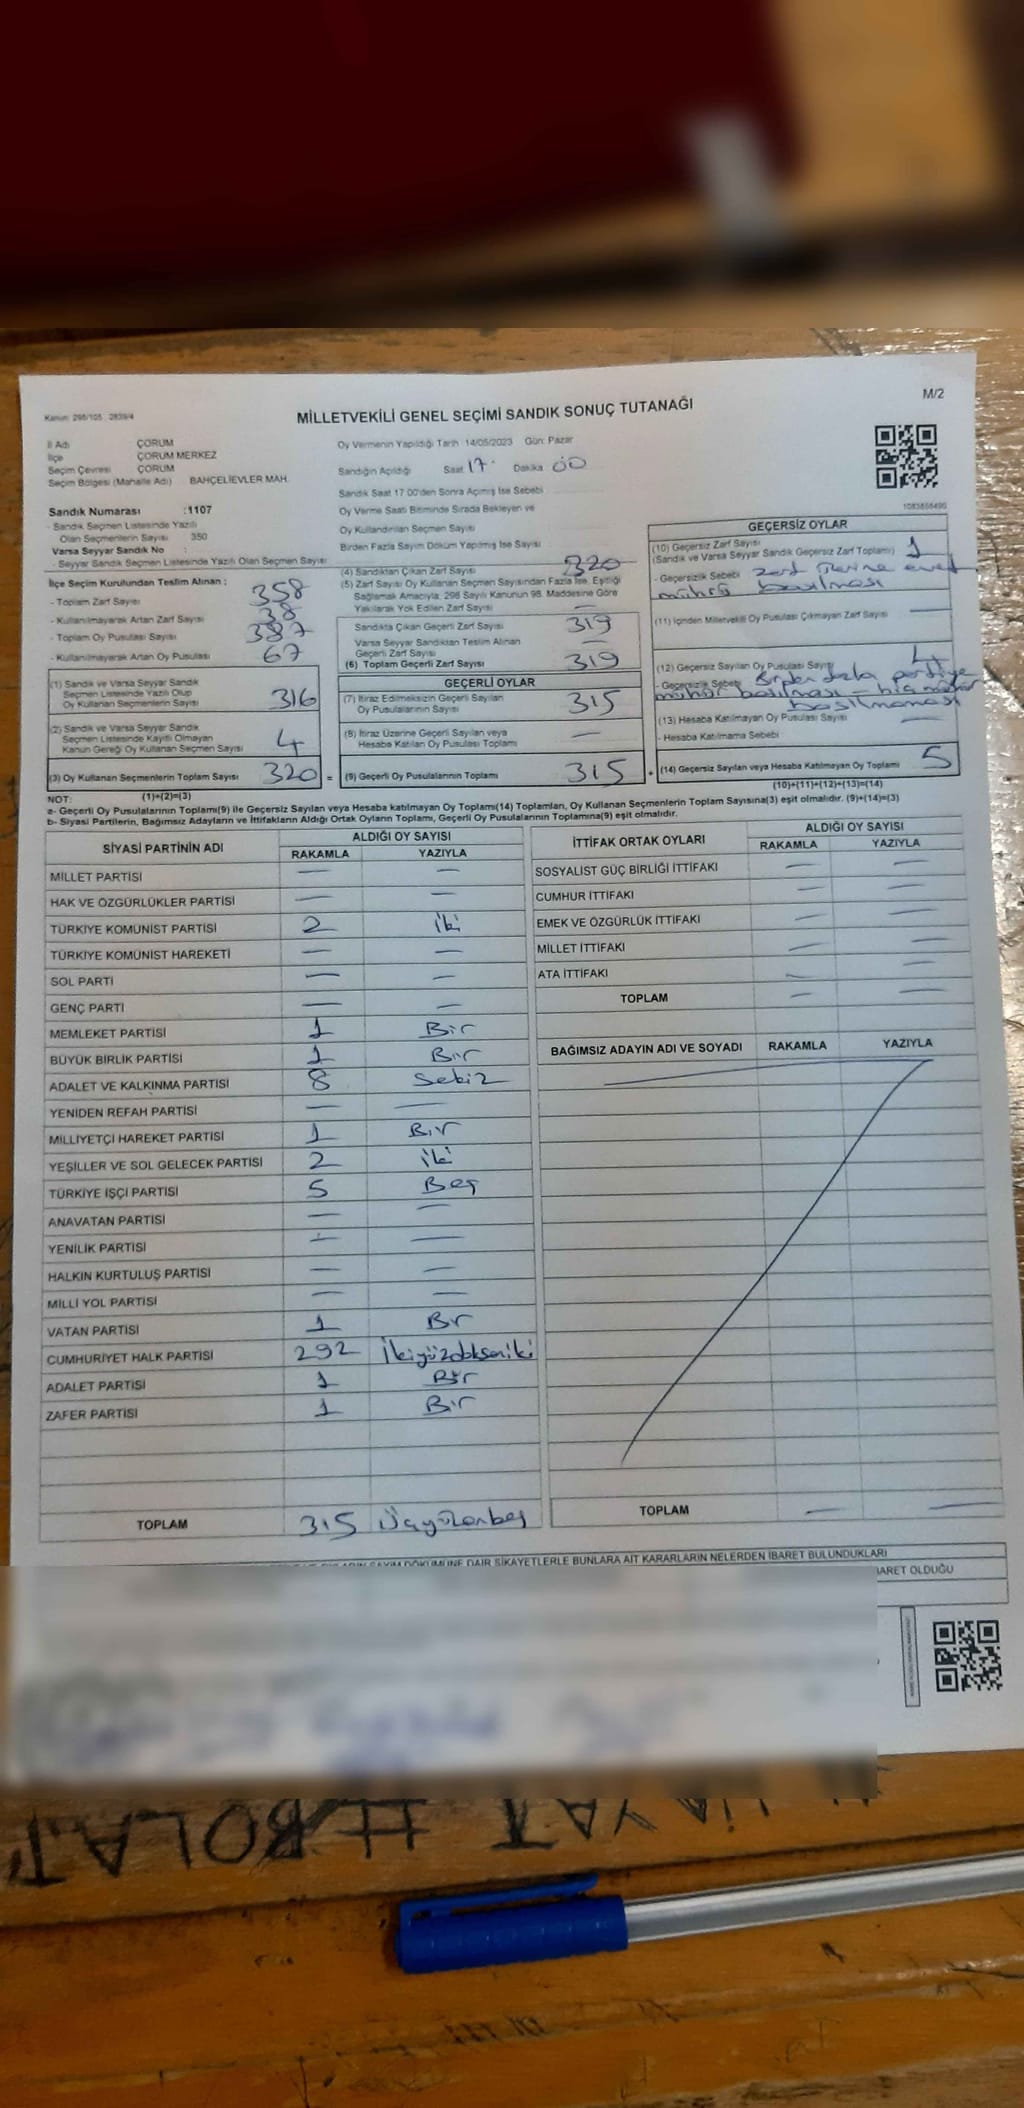 Kanun: 298/105 , 2839/4
MİLLETVEKİLİ GENEL SEÇİMİ SANDIK SONUÇ TUTANAĞI
M/2
İl Adı ÇORUM
İlçe ÇORUM MERKEZ
Seçim Çevresi ÇORUM
Seçim Bölgesi (Mahalle Adı) BAHÇELİEVLER MAH.
Sandık Numarası :1107
- Sandık Seçmen Listesinde Yazılı
Olan Seçmenlerin Sayısı 350
Varsa Seyyar Sandık No :
- Seyyar Sandık Seçmen Listesinde Yazılı Olan Seçmen Sayısı :
İlçe Seçim Kurulundan Teslim Alınan ;
- Toplam Zarf Sayısı 358
- Kullanılmayarak Artan Zarf Sayısı 38
- Toplam Oy Pusulası Sayısı 387
- Kullanılmayarak Artan Oy Pusulası 67
(1) Sandık ve Varsa Seyyar Sandık
Seçmen Listesinde Yazılı Olup
Oy Kullanan Seçmenlerin Sayısı 316
(2) Sandık ve Varsa Seyyar Sandık
Seçmen Listesinde Kayıtlı Olmayan
Kanun Gereği Oy Kullanan Seçmen Sayısı 4
(3) Oy Kullanan Seçmenlerin Toplam Sayısı 320 =
(1)+(2)=(3)
Oy Vermenin Yapıldığı Tarih :14/05/2023 Gün: Pazar
Sandığın Açıldığı Saat 17 Dakika 00
Sandık Saat 17:00'den Sonra Açılmış İse Sebebi
Oy Verme Saati Bitiminde Sırada Bekleyen ve
Oy Kullandırılan Seçmen Sayısı
Birden Fazla Sayım Döküm Yapılmış İse Sayısı
(4) Sandıktan Çıkan Zarf Sayısı 320
(5) Zarf Sayısı Oy Kullanan Seçmen Sayısından Fazla İse, Eşitliği
Sağlamak Amacıyla; 298 Sayılı Kanunun 98. Maddesine Göre
Yakılarak Yok Edilen Zarf Sayısı —
Sandıkta Çıkan Geçerli Zarf Sayısı 319
Varsa Seyyar Sandıktan Teslim Alınan
Geçerli Zarf Sayısı —
(6) Toplam Geçerli Zarf Sayısı 319
GEÇERLİ OYLAR
(7) İtiraz Edilmeksizin Geçerli Sayılan
Oy Pusulalarının Sayısı 315
(8) İtiraz Üzerine Geçerli Sayılan veya
Hesaba Katılan Oy Pusulası Toplamı —
(9) Geçerli Oy Pusulalarının Toplamı 315 +
1083856490
GEÇERSİZ OYLAR
(10) Geçersiz Zarf Sayısı
(Sandık ve Varsa Seyyar Sandık Geçersiz Zarf Toplamı) 1
- Geçersizlik Sebebi zarf üzerine evet
mührü basılması
(11) İçinden Milletvekili Oy Pusulası Çıkmayan Zarf Sayısı —
(12) Geçersiz Sayılan Oy Pusulası Sayısı 4
- Geçersizlik Sebebi Birden fazla partiye
mühür basılması - hiç mühür
basılmaması
(13) Hesaba Katılmayan Oy Pusulası Sayısı —
- Hesaba Katılmama Sebebi
(14) Geçersiz Sayılan veya Hesaba Katılmayan Oy Toplamı 5
(10)+(11)+(12)+(13)=(14)
NOT:
a- Geçerli Oy Pusulalarının Toplamı(9) ile Geçersiz Sayılan veya Hesaba katılmayan Oy Toplamı(14) Toplamları, Oy Kullanan Seçmenlerin Toplam Sayısına(3) eşit olmalıdır. (9)+(14)=(3)
b- Siyasi Partilerin, Bağımsız Adayların ve İttifakların Aldığı Ortak Oyların Toplamı, Geçerli Oy Pusulalarının Toplamına(9) eşit olmalıdır.
SİYASİ PARTİNİN ADI ALDIĞI OY SAYISI
RAKAMLA YAZIYLA
MİLLET PARTİSİ — —
HAK VE ÖZGÜRLÜKLER PARTİSİ — —
TÜRKİYE KOMÜNİST PARTİSİ 2 iki
TÜRKİYE KOMÜNİST HAREKETİ — —
SOL PARTİ — —
GENÇ PARTİ — —
MEMLEKET PARTİSİ 1 Bir
BÜYÜK BİRLİK PARTİSİ 1 Bir
ADALET VE KALKINMA PARTİSİ 8 Sekiz
YENİDEN REFAH PARTİSİ — —
MİLLİYETÇİ HAREKET PARTİSİ 1 Bir
YEŞİLLER VE SOL GELECEK PARTİSİ 2 iki
TÜRKİYE İŞÇİ PARTİSİ 5 Beş
ANAVATAN PARTİSİ — —
YENİLİK PARTİSİ — —
HALKIN KURTULUŞ PARTİSİ — —
MİLLİ YOL PARTİSİ — —
VATAN PARTİSİ 1 Bir
CUMHURİYET HALK PARTİSİ 292 ikiyüzdoksaniki
ADALET PARTİSİ 1 Bir
ZAFER PARTİSİ 1 Bir
TOPLAM 315 Üçyüzonbeş
İTTİFAK ORTAK OYLARI ALDIĞI OY SAYISI
RAKAMLA YAZIYLA
SOSYALIST GÜÇ BİRLİĞİ İTTİFAKI — —
CUMHUR İTTİFAKI — —
EMEK VE ÖZGÜRLÜK İTTİFAKI — —
MİLLET İTTİFAKI — —
ATA İTTİFAKI — —
TOPLAM — —
BAĞIMSIZ ADAYIN ADI VE SOYADI RAKAMLA YAZIYLA
TOPLAM — —
SAYIM DÖKÜMÜNE DAİR ŞİKAYETLERLE BUNLARA AİT KARARLARIN NELERDEN İBARET BULUNDUKLARI
İBARET OLDUĞU
HAYAT
BOLAT